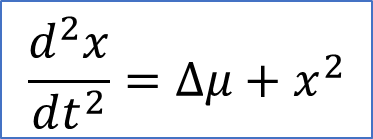 d²x/dt² = Δμ + x²